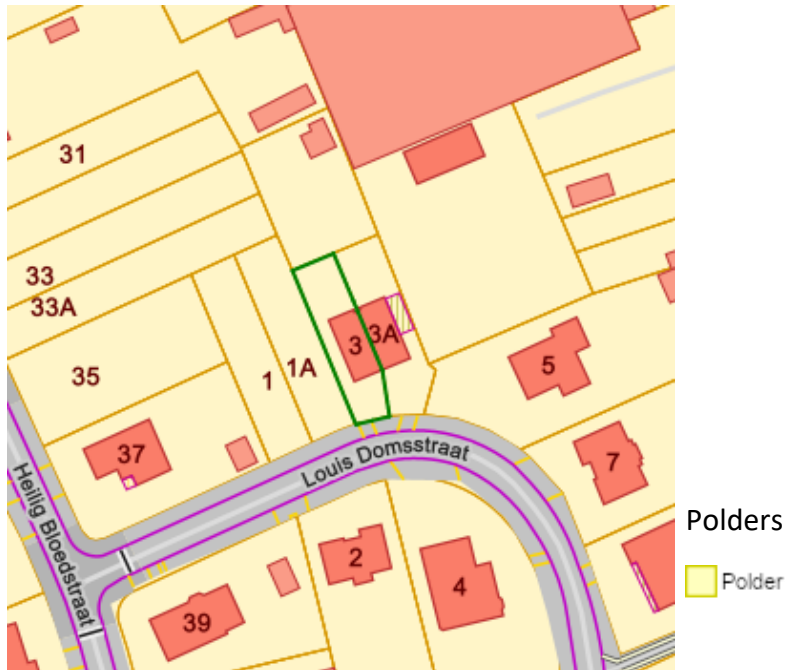 31
33
33A
35
1
1A
3
3A
5
37
7
Louis Domsstraat
Heilig Bloedstraat
2
4
39
Polders
Polder